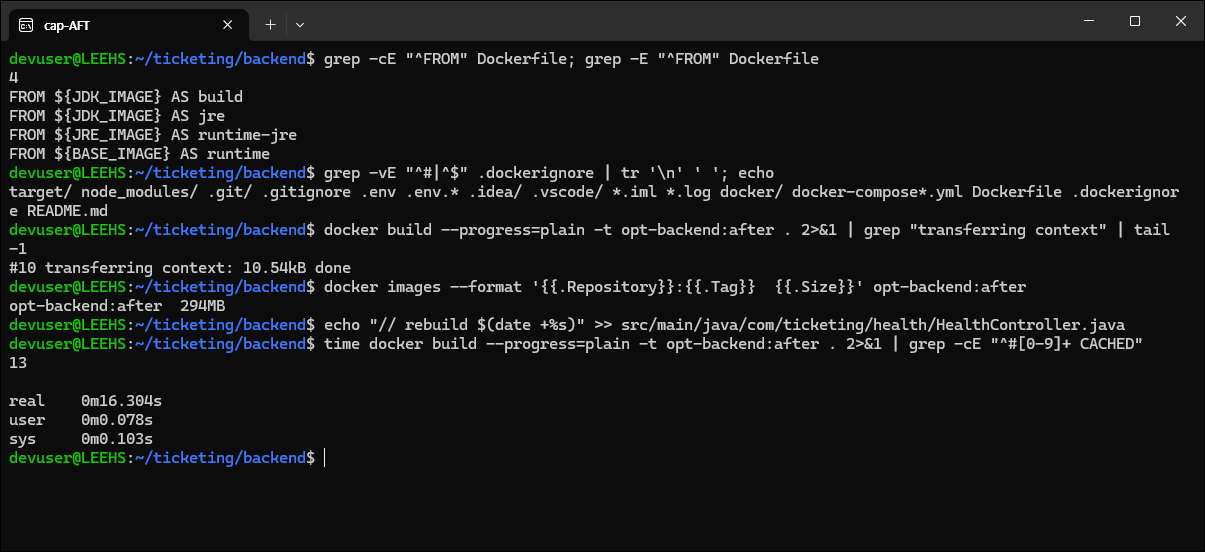 cap-AFT
devuser@LEEHS:~/ticketing/backend$ grep -cE "^FROM" Dockerfile; grep -E "^FROM" Dockerfile
4
FROM ${JDK_IMAGE} AS build
FROM ${JDK_IMAGE} AS jre
FROM ${JRE_IMAGE} AS runtime-jre
FROM ${BASE_IMAGE} AS runtime
devuser@LEEHS:~/ticketing/backend$ grep -vE "^#|^$" .dockerignore | tr '\n' ' '; echo
target/ node_modules/ .git/ .gitignore .env .env.* .idea/ .vscode/ *.iml *.log docker/ docker-compose*.yml Dockerfile .dockerignor
e README.md
devuser@LEEHS:~/ticketing/backend$ docker build --progress=plain -t opt-backend:after . 2>&1 | grep "transferring context" | tail
-1
#10 transferring context: 10.54kB done
devuser@LEEHS:~/ticketing/backend$ docker images --format '{{.Repository}}:{{.Tag}}  {{.Size}}' opt-backend:after
opt-backend:after  294MB
devuser@LEEHS:~/ticketing/backend$ echo "// rebuild $(date +%s)" >> src/main/java/com/ticketing/health/HealthController.java
devuser@LEEHS:~/ticketing/backend$ time docker build --progress=plain -t opt-backend:after . 2>&1 | grep -cE "^#[0-9]+ CACHED"
13
real    0m16.304s
user    0m0.078s
sys     0m0.103s
devuser@LEEHS:~/ticketing/backend$